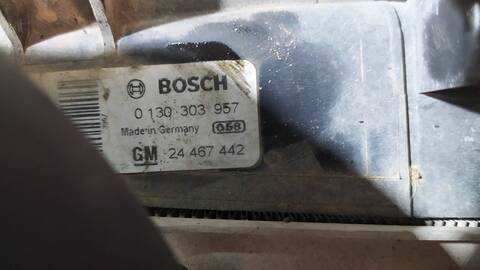 BOSCH
0 130 303 957
Made in Germany 058
GM 24 467 442